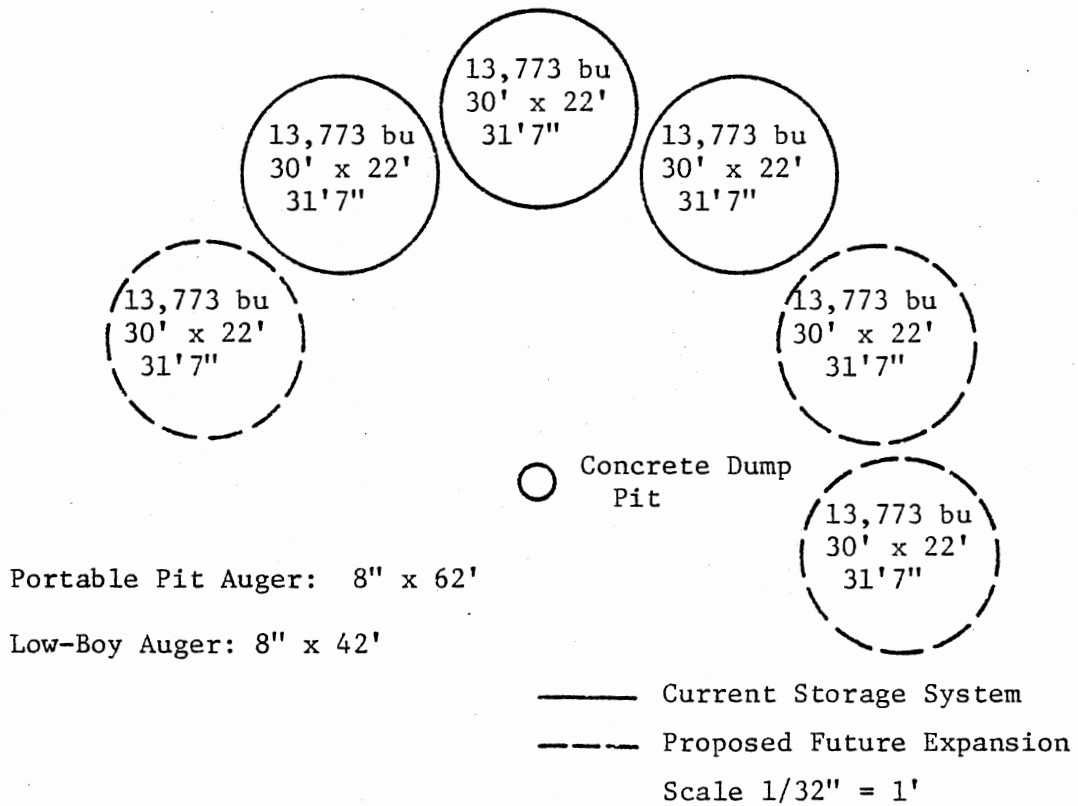 13,773 bu
30' x 22'
31'7"
13,773 bu
30' x 22'
31'7"
13,773 bu
30' x 22'
31'7"
13,773 bu
30' x 22'
31'7"
13,773 bu
30' x 22'
31'7"
Concrete Dump
Pit
13,773 bu
30' x 22'
31'7"
Portable Pit Auger: 8" x 62'
Low-Boy Auger: 8" x 42'
Current Storage System
Proposed Future Expansion
Scale 1/32" = 1'